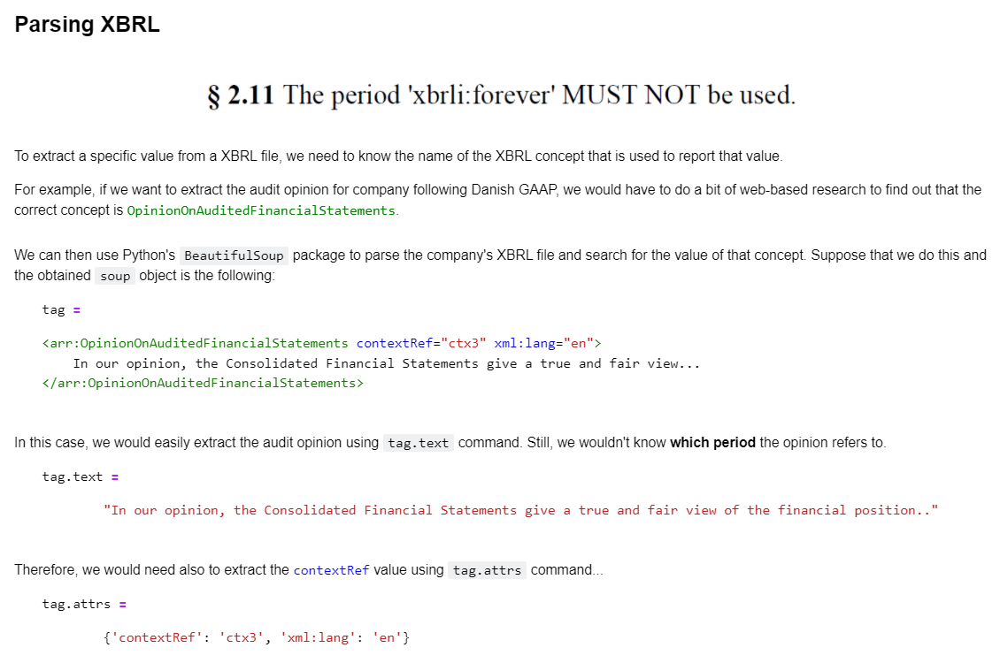 Parsing XBRL
§ 2.11 The period 'xbrli:forever' MUST NOT be used.
To extract a specific value from a XBRL file, we need to know the name of the XBRL concept that is used to report that value.
For example, if we want to extract the audit opinion for company following Danish GAAP, we would have to do a bit of web-based research to find out that the
correct concept is OpinionOnAuditedFinancialStatements.
We can then use Python's BeautifulSoup package to parse the company's XBRL file and search for the value of that concept. Suppose that we do this and
the obtained soup object is the following:
tag =
<arr:OpinionOnAuditedFinancialStatements contextRef="ctx3" xml:lang="en">
In our opinion, the Consolidated Financial Statements give a true and fair view...
</arr:OpinionOnAuditedFinancialStatements>
In this case, we would easily extract the audit opinion using tag.text command. Still, we wouldn't know which period the opinion refers to.
tag.text =
"In our opinion, the Consolidated Financial Statements give a true and fair view of the financial position.."
Therefore, we would need also to extract the contextRef value using tag.attrs command...
tag.attrs =
{'contextRef': 'ctx3', 'xml:lang': 'en'}